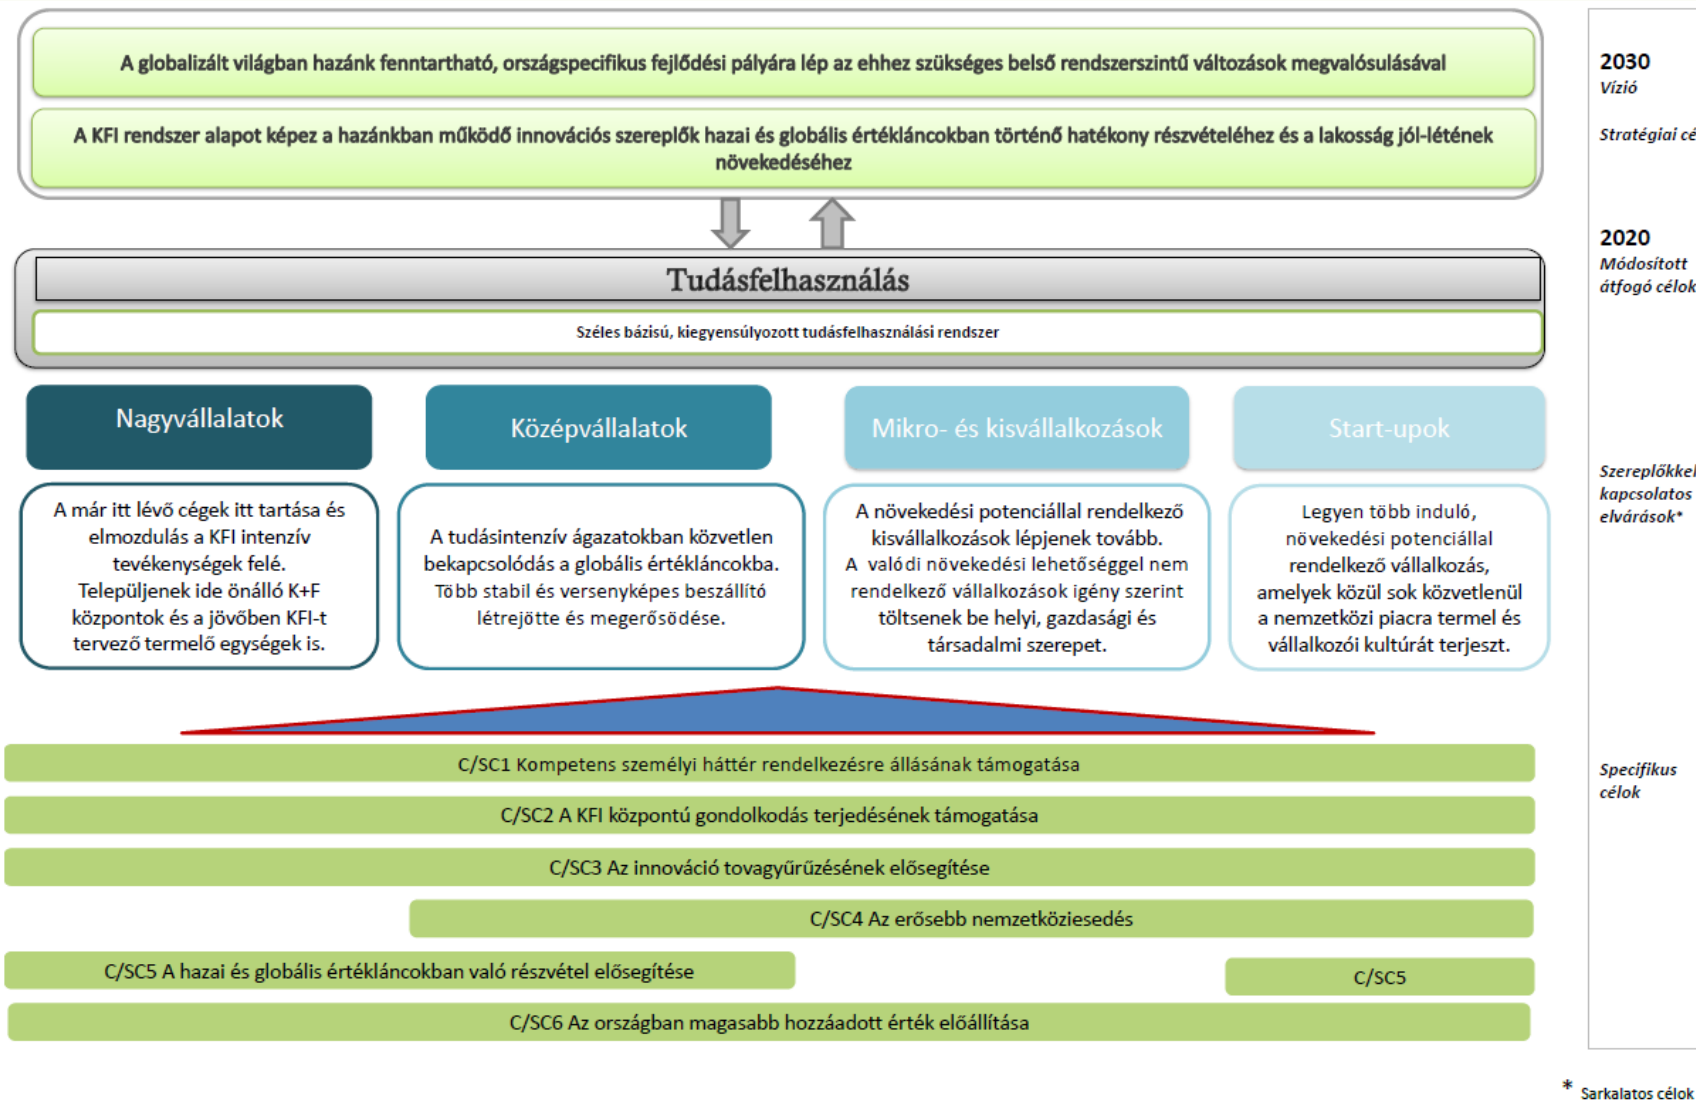 A globalizált világban hazánk fenntartható, országspecifikus fejlődési pályára lép az ehhez szükséges belső rendszerszintű változások megvalósulásával
A KFI rendszer alapot képez a hazánkban működő innovációs szereplők hazai és globális értékláncokban történő hatékony részvételéhez és a lakosság jól-létének
növekedéséhez
2030
Vízió
Stratégiai cé
Tudásfelhasználás
Széles bázisú, kiegyensúlyozott tudásfelhasználási rendszer
2020
Módosított
átfogó célok
Nagyvállalatok
A már itt lévő cégek itt tartása és
elmozdulás a KFI intenzív
tevékenységek felé.
Települjenek ide önálló K+F
központok és a jövőben KFI-t
tervező termelő egységek is.
Középvállalatok
A tudásintenzív ágazatokban közvetlen
bekapcsolódás a globális értékláncokba.
Több stabil és versenyképes beszállító
létrejötte és megerősödése.
Mikro- és kisvállalkozások
A növekedési potenciállal rendelkező
kisvállalkozások lépjenek tovább.
A valódi növekedési lehetőséggel nem
rendelkező vállalkozások igény szerint
töltsenek be helyi, gazdasági és
társadalmi szerepet.
Start-upok
Legyen több induló,
növekedési potenciállal
rendelkező vállalkozás,
amelyek közül sok közvetlenül
a nemzetközi piacra termel és
vállalkozói kultúrát terjeszt.
Szereplőkkel
kapcsolatos
elvárások*
C/SC1 Kompetens személyi háttér rendelkezésre állásának támogatása
C/SC2 A KFI központú gondolkodás terjedésének támogatása
C/SC3 Az innováció tovagyűrűzésének elősegítése
C/SC4 Az erősebb nemzetköziesedés
C/SC5 A hazai és globális értékláncokban való részvétel elősegítése
C/SC5
C/SC6 Az országban magasabb hozzáadott érték előállítása
Specifikus
célok
* Sarkalatos célok